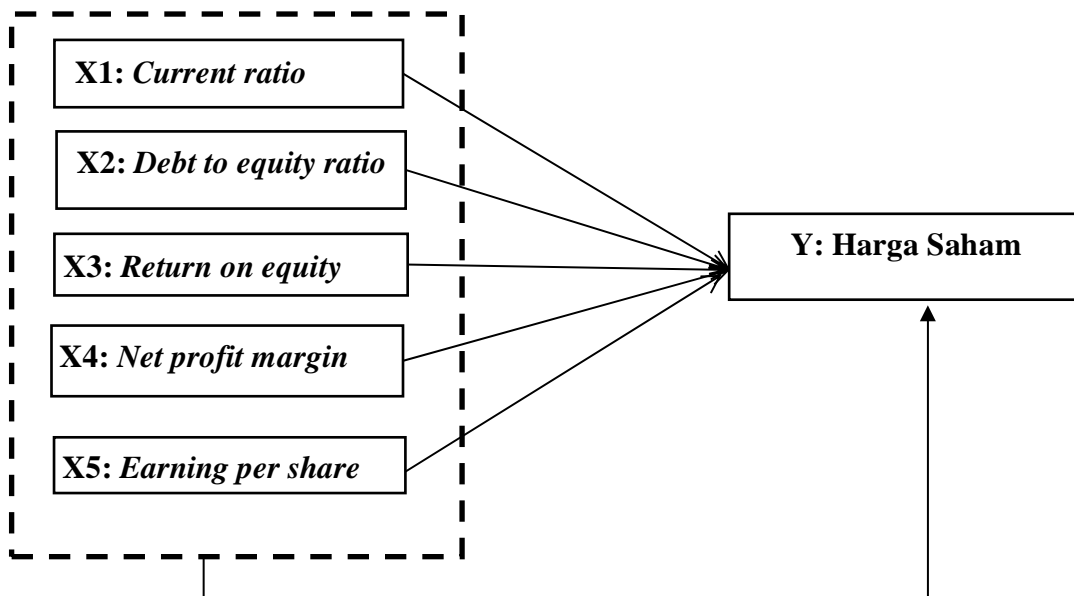 X1: Current ratio
X2: Debt to equity ratio
X3: Return on equity
X4: Net profit margin
X5: Earning per share
Y: Harga Saham